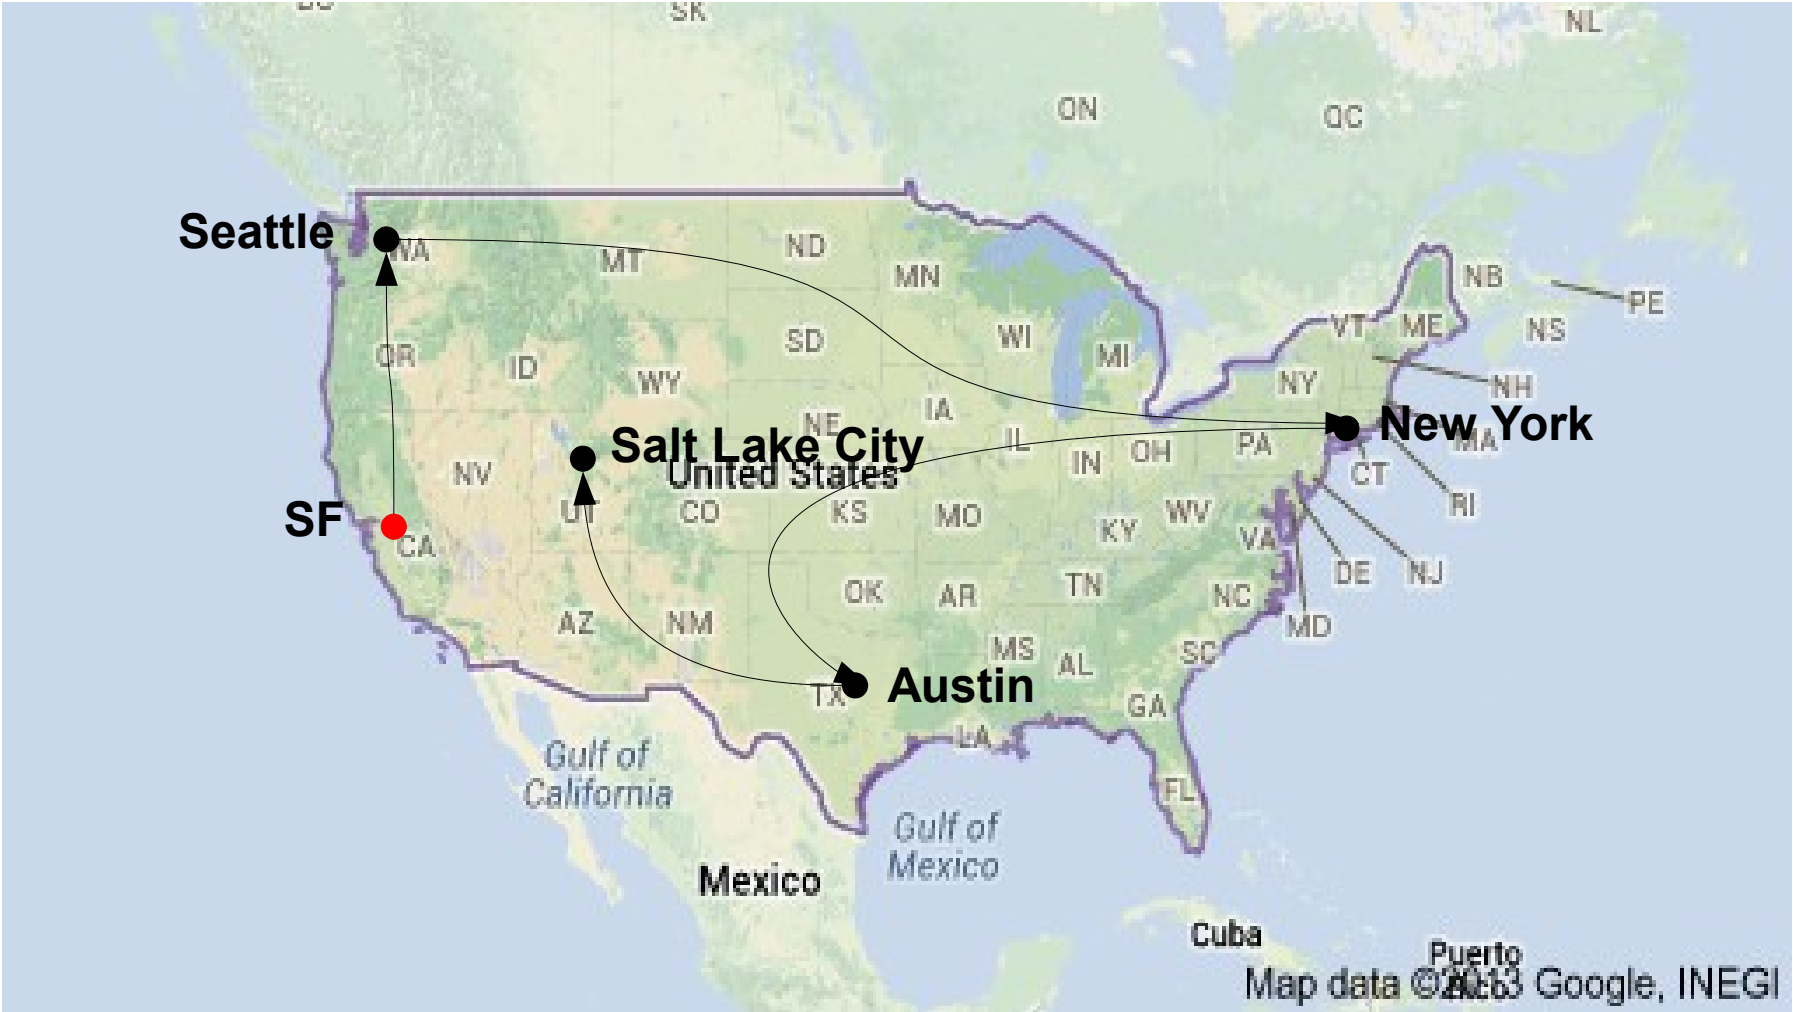 SK
NL
ON
QC
Seattle
WA
MT
ND
MN
NB
PE
OR
ID
WY
SD
WI
MI
VT
ME
NS
NY
NH
NE
IA
New York
MA
Salt Lake City
United States
NV
IL
IN
OH
PA
CT
RI
SF
CA
UT
CO
KS
MO
KY
WV
VA
DE
NJ
AZ
NM
OK
AR
TN
NC
MD
MS
AL
SC
GA
TX
Austin
LA
FL
Gulf of
California
Gulf of
Mexico
Mexico
Cuba
Puerto
Rico
Map data ©2013 Google, INEGI